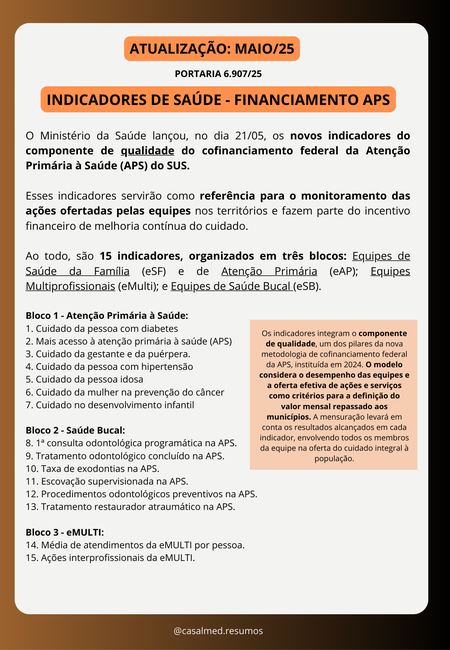 ATUALIZAÇÃO: MAIO/25
PORTARIA 6.907/25
INDICADORES DE SAÚDE - FINANCIAMENTO APS
O Ministério da Saúde lançou, no dia 21/05, os novos indicadores do
componente de qualidade do cofinanciamento federal da Atenção
Primária à Saúde (APS) do SUS.
Esses indicadores servirão como referência para o monitoramento das
ações ofertadas pelas equipes nos territórios e fazem parte do incentivo
financeiro de melhoria contínua do cuidado.
Ao todo, são 15 indicadores, organizados em três blocos: Equipes de
Saúde da Família (eSF) e de Atenção Primária (eAP); Equipes
Multiprofissionais (eMulti); e Equipes de Saúde Bucal (eSB).
Bloco 1 - Atenção Primária à Saúde:
1. Cuidado da pessoa com diabetes
2. Mais acesso à atenção primária à saúde (APS)
3. Cuidado da gestante e da puérpera.
4. Cuidado da pessoa com hipertensão
5. Cuidado da pessoa idosa
6. Cuidado da mulher na prevenção do câncer
7. Cuidado no desenvolvimento infantil
Bloco 2 - Saúde Bucal:
8. 1ª consulta odontológica programática na APS.
9. Tratamento odontológico concluído na APS.
10. Taxa de exodontias na APS.
11. Escovação supervisionada na APS.
12. Procedimentos odontológicos preventivos na APS.
13. Tratamento restaurador atraumático na APS.
Bloco 3 - eMULTI:
14. Média de atendimentos da eMULTI por pessoa.
15. Ações interprofissionais da eMULTI.
Os indicadores integram o componente
de qualidade, um dos pilares da nova
metodologia de cofinanciamento federal
da APS, instituída em 2024. O modelo
considera o desempenho das equipes e
a oferta efetiva de ações e serviços
como critérios para a definição do
valor mensal repassado aos
municípios. A mensuração levará em
conta os resultados alcançados em cada
indicador, envolvendo todos os membros
da equipe na oferta do cuidado integral à
população.
@casalmed.resumos